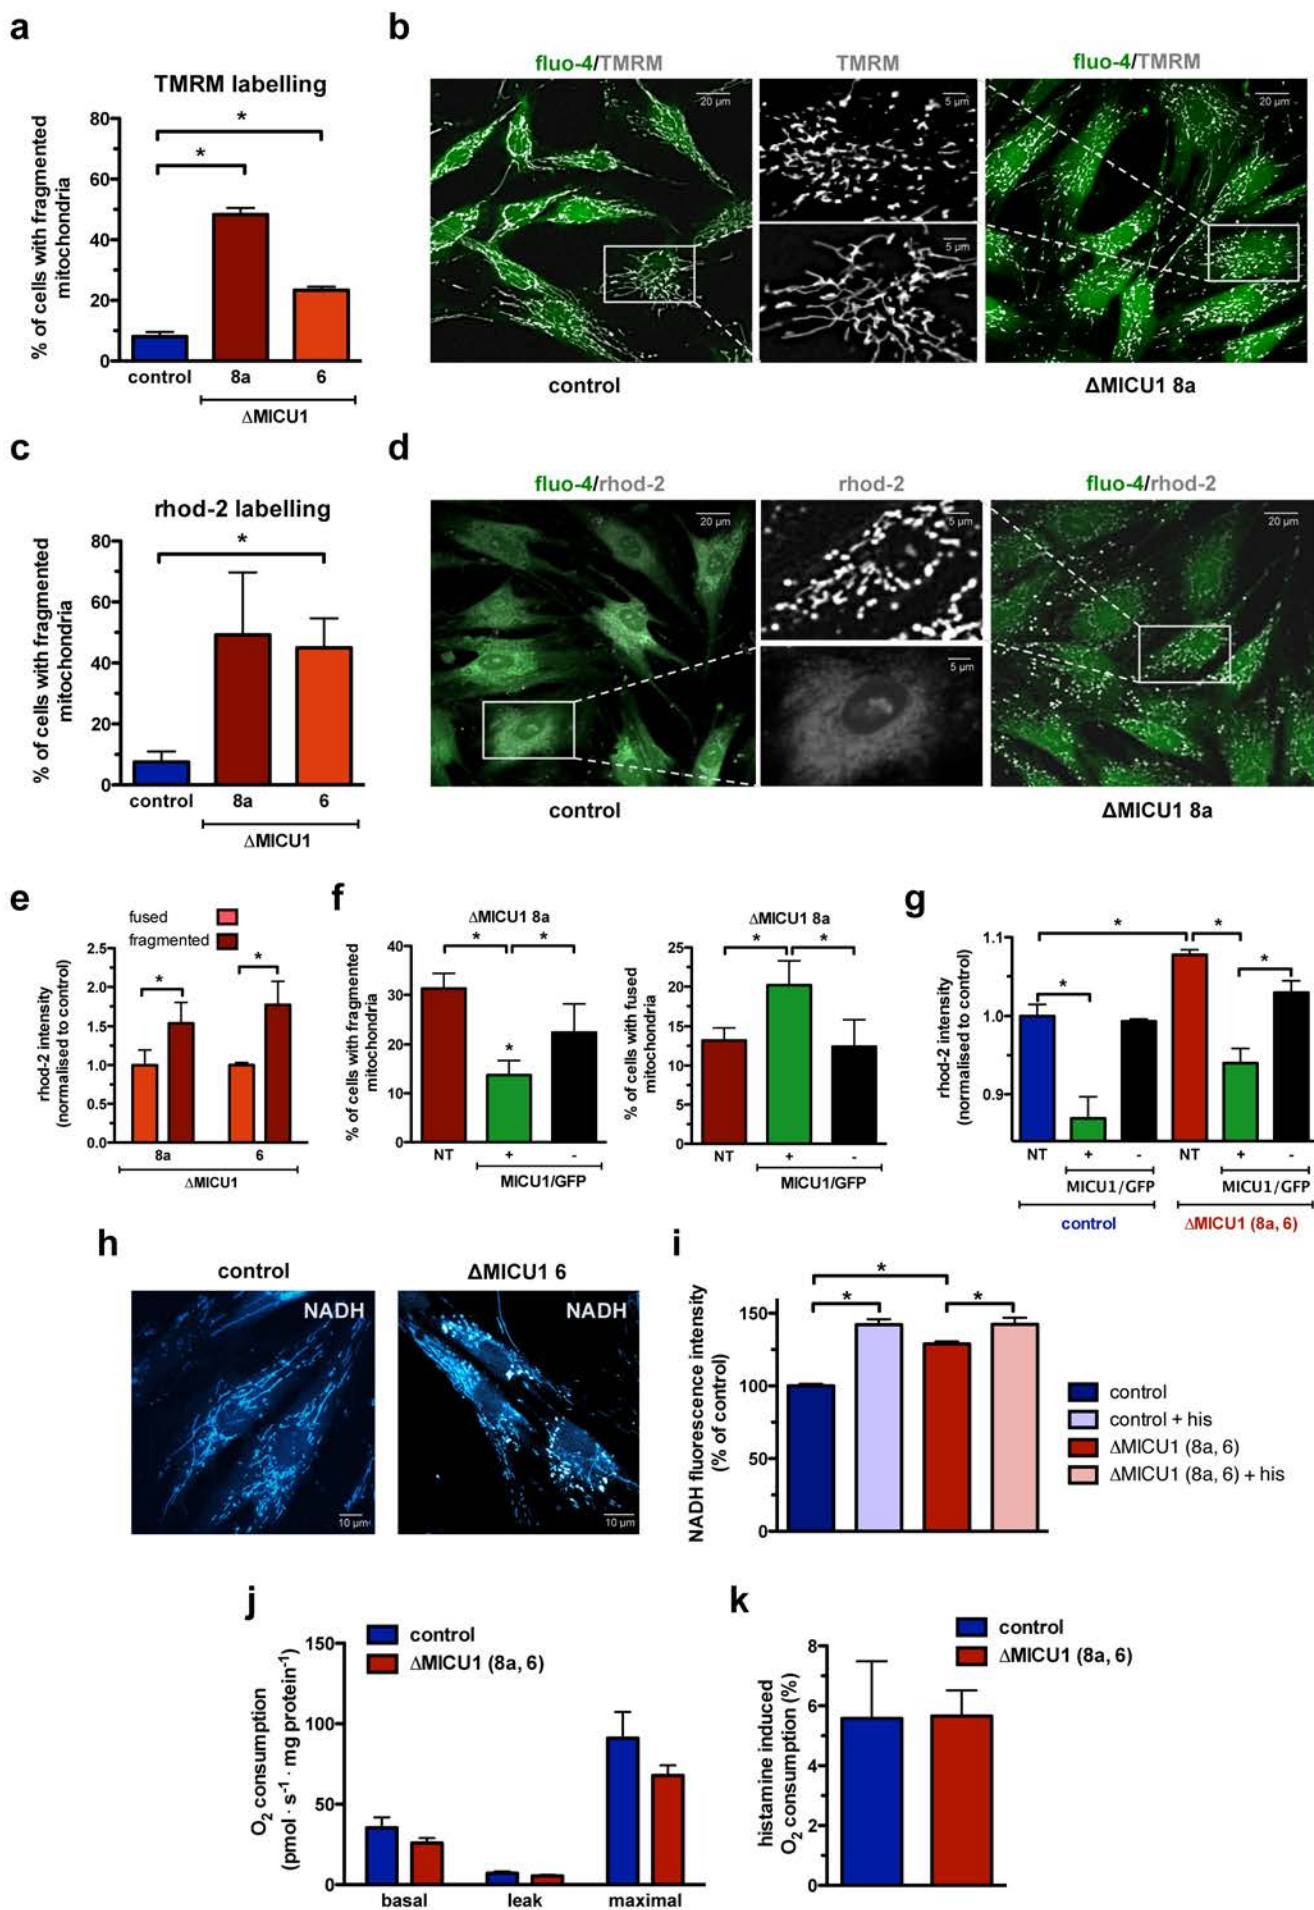 a
TMRM labelling
% of cells with fragmented
mitochondria
80
60
40
20
0
*
*
control
8a
6
ΔMICU1
b
fluo-4/TMRM
TMRM
fluo-4/TMRM
20 µm
5 µm
5 µm
20 µm
control
ΔMICU1 8a
c
rhod-2 labelling
% of cells with fragmented
mitochondria
80
60
40
20
0
*
control
8a
6
ΔMICU1
d
fluo-4/rhod-2
rhod-2
fluo-4/rhod-2
20 µm
5 µm
5 µm
20 µm
control
ΔMICU1 8a
e
fused
fragmented
rhod-2 intensity
(normalised to control)
2.5
2.0
1.5
1.0
0.5
0.0
*
*
8a
6
ΔMICU1
f
ΔMICU1 8a
% of cells with fragmented
mitochondria
40
30
20
10
0
*
*
*
NT
+
-
MICU1/GFP
ΔMICU1 8a
% of cells with fused
mitochondria
25
20
15
10
5
0
*
*
NT
+
-
MICU1/GFP
g
rhod-2 intensity
(normalised to control)
1.1
1.0
0.9
*
*
*
*
NT
+
-
NT
+
-
MICU1/GFP
MICU1/GFP
control
ΔMICU1 (8a, 6)
h
control
ΔMICU1 6
NADH
NADH
10 µm
10 µm
i
NADH fluorescence intensity
(% of control)
150
100
50
0
*
*
*
control
control + his
ΔMICU1 (8a, 6)
ΔMICU1 (8a, 6) + his
j
control
ΔMICU1 (8a, 6)
O₂ consumption
(pmol · s⁻¹ · mg protein⁻¹)
150
100
50
0
basal
leak
maximal
k
control
ΔMICU1 (8a, 6)
histamine induced
O₂ consumption (%)
8
6
4
2
0